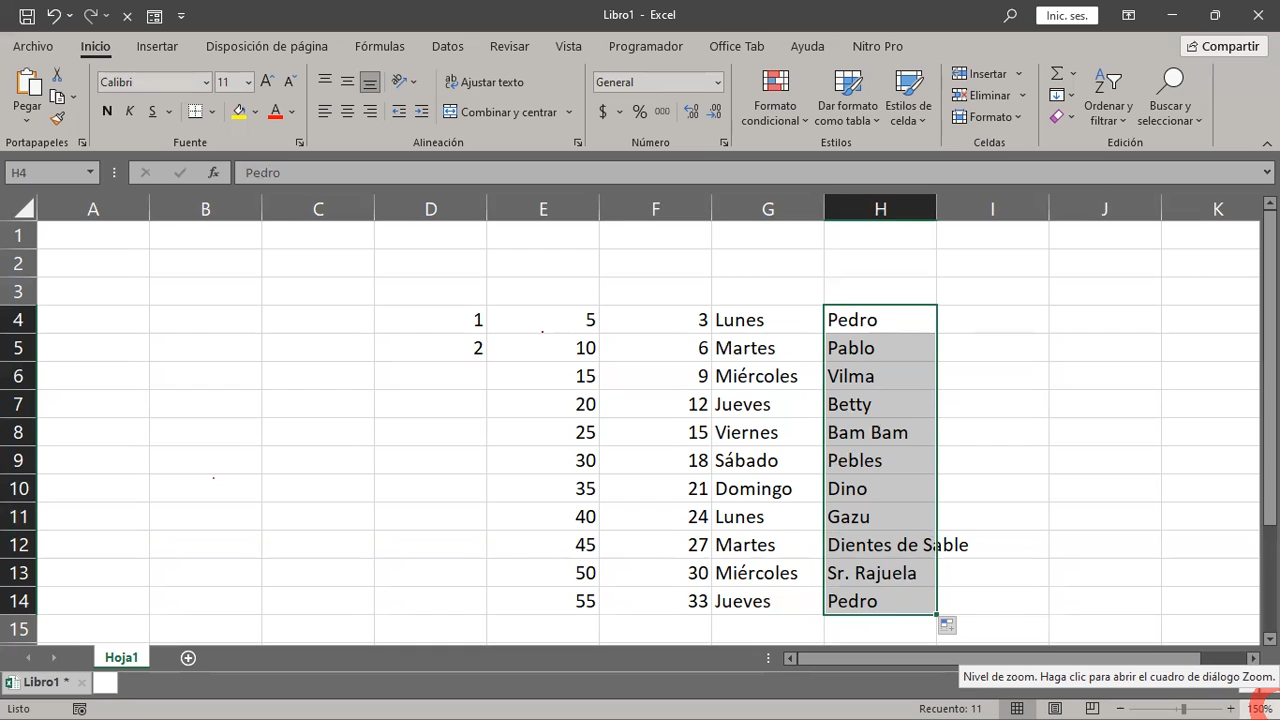 Libro1 - Excel
Inic. ses.
Archivo Inicio Insertar Disposición de página Fórmulas Datos Revisar Vista Programador Office Tab Ayuda Nitro Pro Compartir
Pegar
Portapapeles
Calibri 11
N K S
Fuente
Ajustar texto
Combinar y centrar
Alineación
General
$ % 000
Número
Formato condicional
Dar formato como tabla
Estilos de celda
Estilos
Insertar
Eliminar
Formato
Celdas
Ordenar y filtrar
Buscar y seleccionar
Edición
H4 fx Pedro
A B C D E F G H I J K
1
2
3
4 1 5 3 Lunes Pedro
5 2 10 6 Martes Pablo
6 15 9 Miércoles Vilma
7 20 12 Jueves Betty
8 25 15 Viernes Bam Bam
9 30 18 Sábado Pebles
10 35 21 Domingo Dino
11 40 24 Lunes Gazu
12 45 27 Martes Dientes de Sable
13 50 30 Miércoles Sr. Rajuela
14 55 33 Jueves Pedro
15
Hoja1
Nivel de zoom. Haga clic para abrir el cuadro de diálogo Zoom.
Libro1 *
Listo Recuento: 11 150%